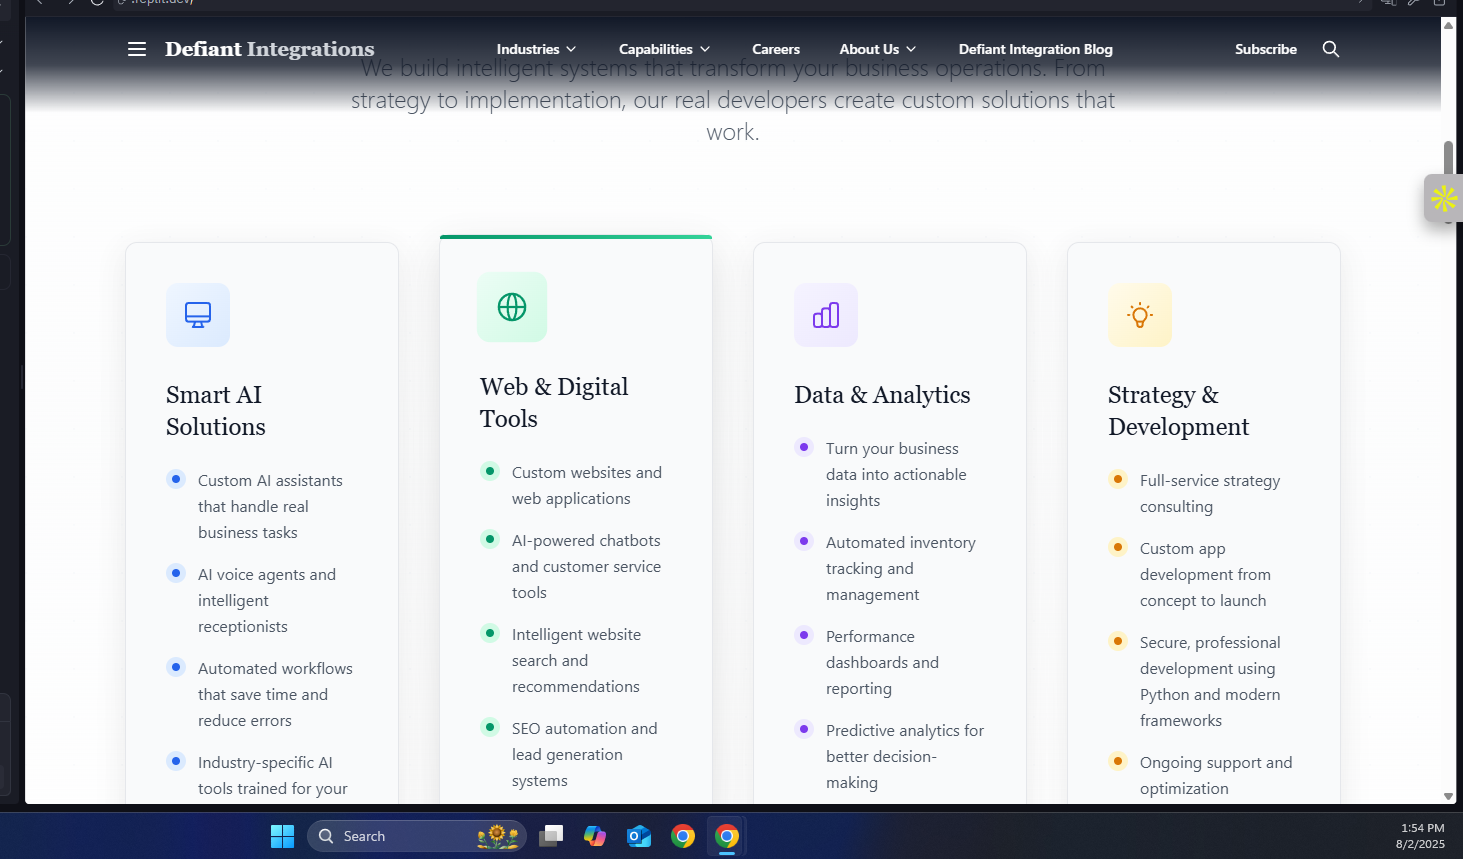 .replit.dev/
Defiant Integrations
Industries
Capabilities
Careers
About Us
Defiant Integration Blog
Subscribe
We build intelligent systems that transform your business operations. From
strategy to implementation, our real developers create custom solutions that
work.
Smart AI
Solutions
Custom AI assistants
that handle real
business tasks
AI voice agents and
intelligent
receptionists
Automated workflows
that save time and
reduce errors
Industry-specific AI
tools trained for your
Web & Digital
Tools
Custom websites and
web applications
AI-powered chatbots
and customer service
tools
Intelligent website
search and
recommendations
SEO automation and
lead generation
systems
Data & Analytics
Turn your business
data into actionable
insights
Automated inventory
tracking and
management
Performance
dashboards and
reporting
Predictive analytics for
better decision-
making
Strategy &
Development
Full-service strategy
consulting
Custom app
development from
concept to launch
Secure, professional
development using
Python and modern
frameworks
Ongoing support and
optimization
Search
1:54 PM
8/2/2025